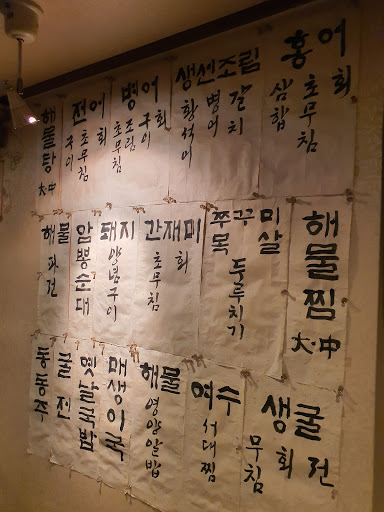 해물탕 大中
전어
구이
초무침
회
병어
초무침
조림
구이
회
생선조림
황석어
병어
갈치
홍어
삼합
초무침
회
해물
파전
암뽕순대
돼지
양념구이
간재미
초무침
회
쭈꾸미
목살
두루치기
해물찜
大中
동동주
굴전
옛날국밥
매생이국
해물
영양알밥
여수
서대찜
생굴
무침
회
전